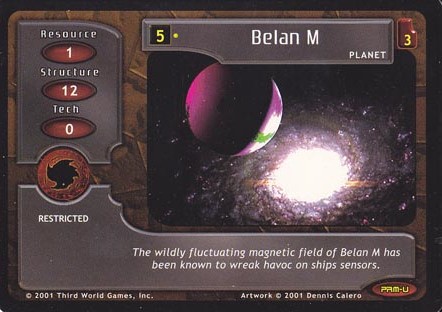 Resource
1
Structure
12
Tech
0
5
Belan M
3
PLANET
RESTRICTED
The wildly fluctuating magnetic field of Belan M has
been known to wreak havoc on ships sensors.
PRM-U
© 2001 Third World Games, Inc.
Artwork © 2001 Dennis Calero